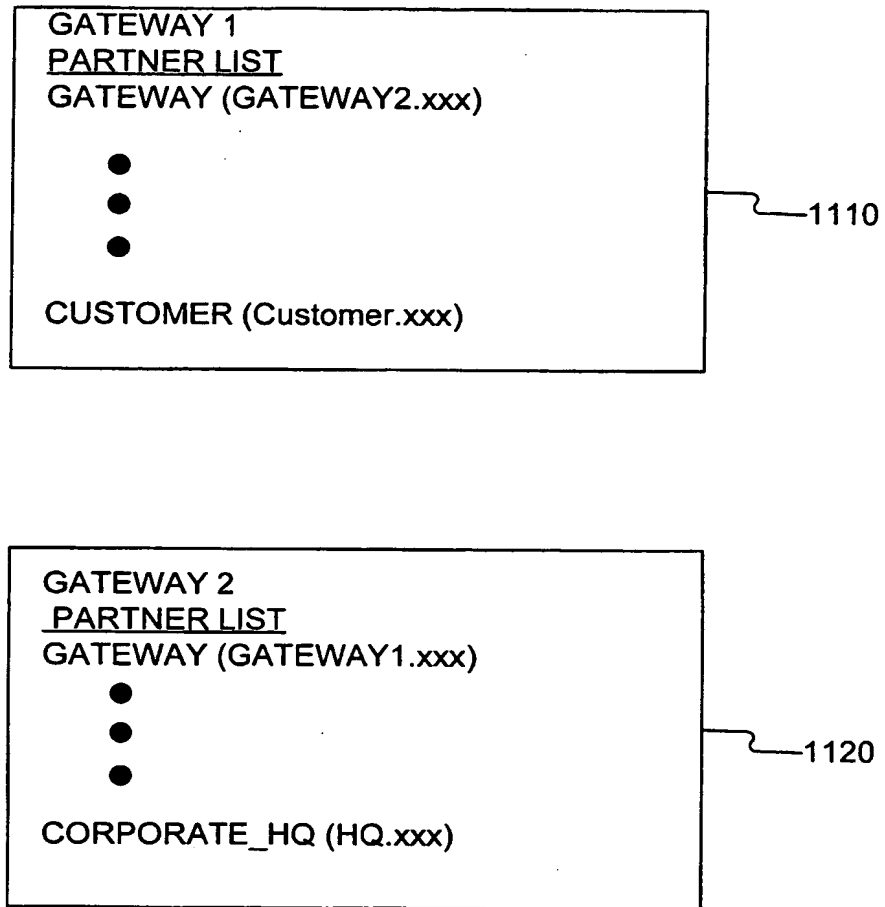 GATEWAY 1
PARTNER LIST
GATEWAY (GATEWAY2.xxx)
CUSTOMER (Customer.xxx)
1110
GATEWAY 2
PARTNER LIST
GATEWAY (GATEWAY1.xxx)
CORPORATE_HQ (HQ.xxx)
1120